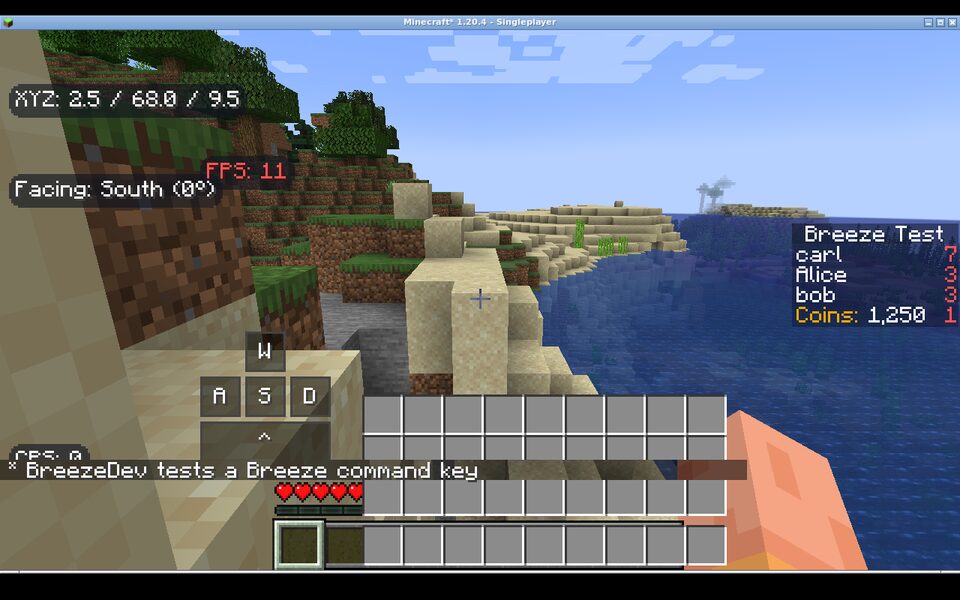 Minecraft* 1.20.4 - Singleplayer
XYZ: 2.5 / 68.0 / 9.5
FPS: 11
Facing: South (0°)
Breeze Test
carl 7
Alice 3
bob 3
Coins: 1,250 1
W
A S D
^
CPS: 0
* BreezeDev tests a Breeze command key